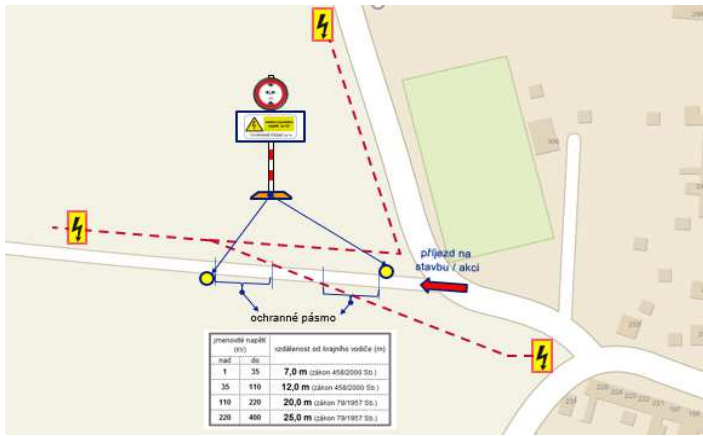 příjezd na
stavbu / akci
ochranné pásmo
jmenovité napětí
(kV)
vzdálenost od krajního vodiče (m)
nad
do
1
35
7,0 m (zákon 458/2000 Sb.)
35
110
12,0 m (zákon 458/2000 Sb.)
110
220
20,0 m (zákon 79/1957 Sb.)
220
400
25,0 m (zákon 79/1957 Sb.)